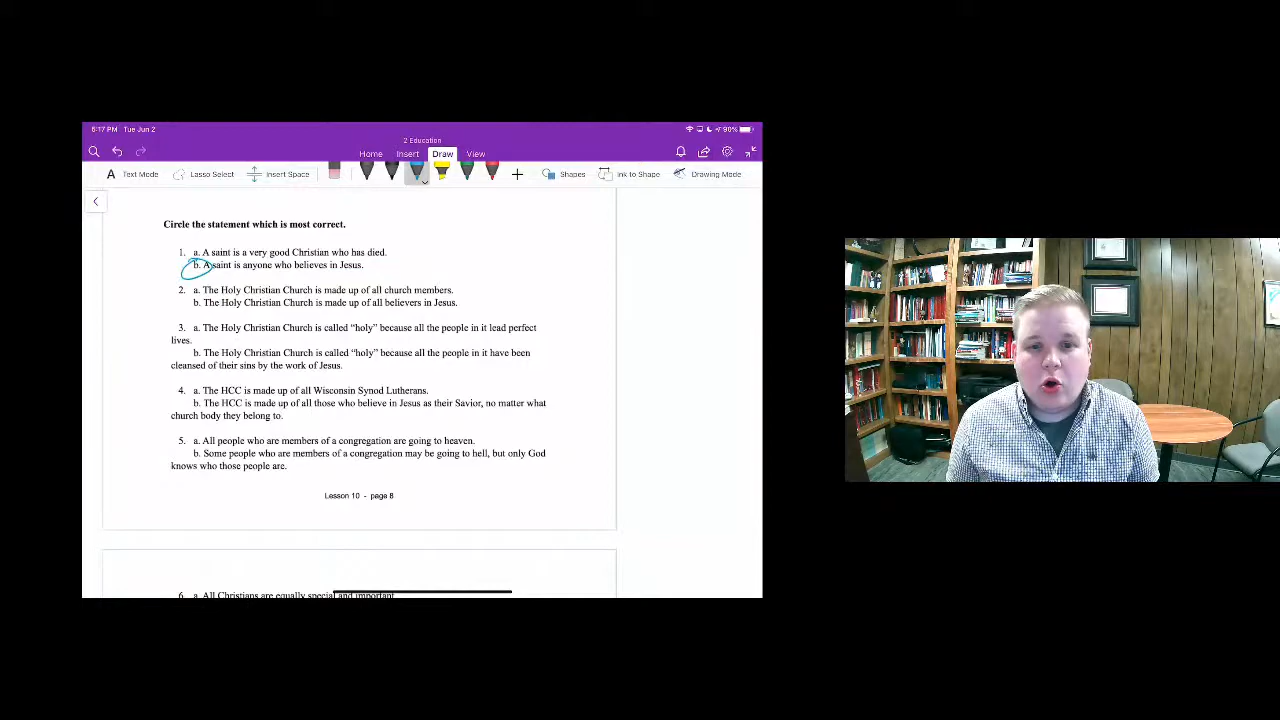 6:17 PM Tue Jun 2
90%
2 Education
Home Insert Draw View
Text Mode Lasso Select Insert Space Shapes Ink to Shape Drawing Mode
Circle the statement which is most correct.
1. a. A saint is a very good Christian who has died.
b. A saint is anyone who believes in Jesus.
2. a. The Holy Christian Church is made up of all church members.
b. The Holy Christian Church is made up of all believers in Jesus.
3. a. The Holy Christian Church is called “holy” because all the people in it lead perfect
lives.
b. The Holy Christian Church is called “holy” because all the people in it have been
cleansed of their sins by the work of Jesus.
4. a. The HCC is made up of all Wisconsin Synod Lutherans.
b. The HCC is made up of all those who believe in Jesus as their Savior, no matter what
church body they belong to.
5. a. All people who are members of a congregation are going to heaven.
b. Some people who are members of a congregation may be going to hell, but only God
knows who those people are.
Lesson 10 - page 8
6. a. All Christians are equally special and important.